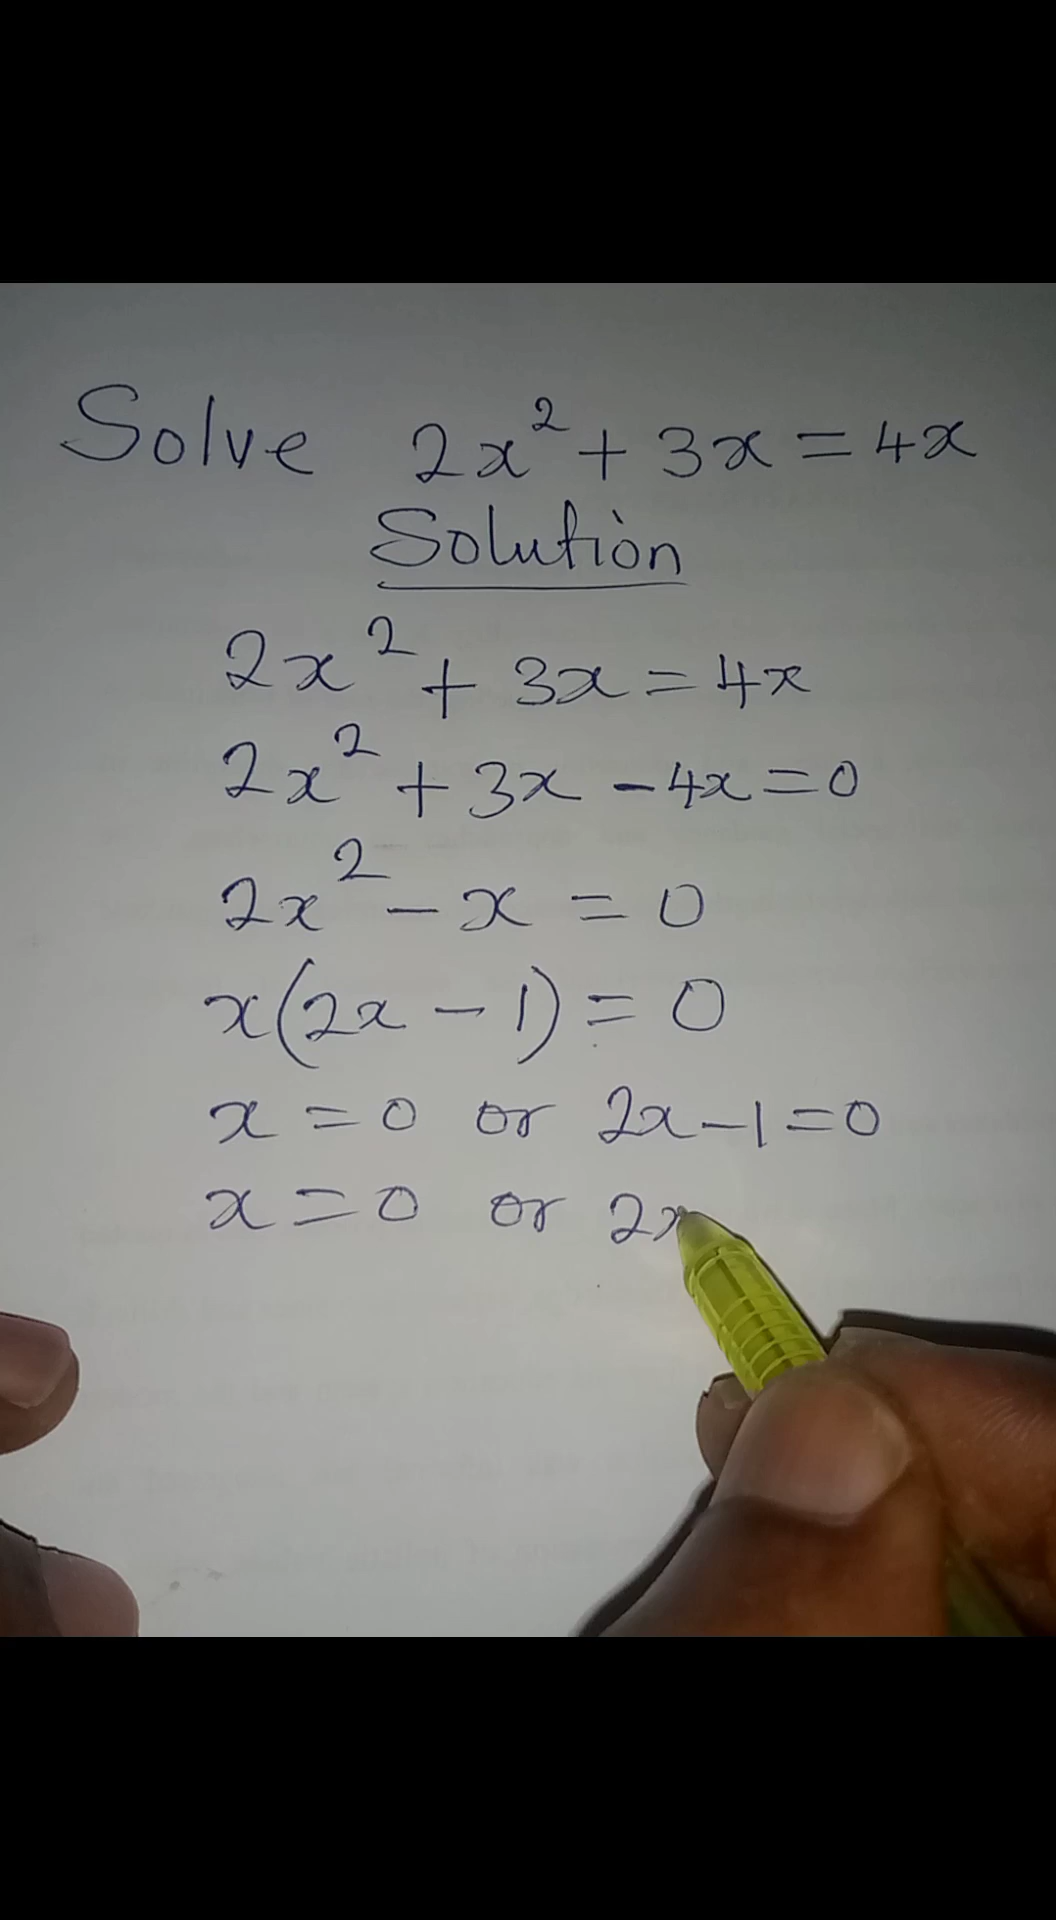 Solve 2x² + 3x = 4x
Solution
2x² + 3x = 4x
2x² + 3x - 4x = 0
2x² - x = 0
x(2x - 1) = 0
x = 0 or 2x - 1 = 0
x = 0 or 2x